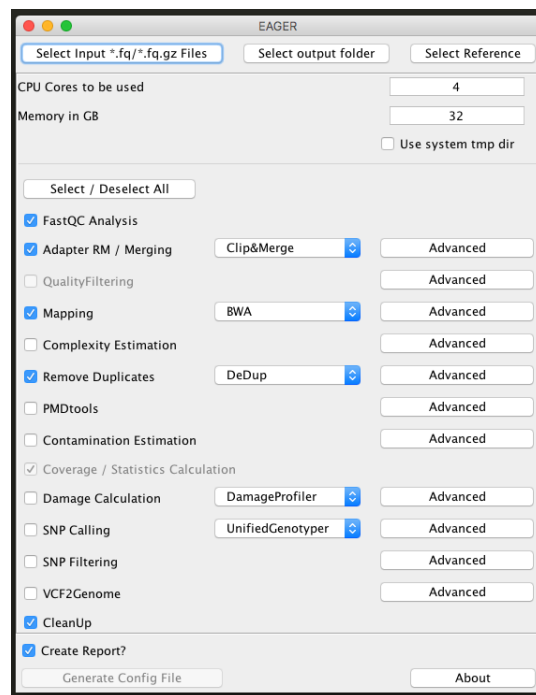 EAGER
Select Input *.fq/*.fq.gz Files Select output folder Select Reference
CPU Cores to be used 4
Memory in GB 32
Use system tmp dir
Select / Deselect All
FastQC Analysis
Adapter RM / Merging Clip&Merge Advanced
QualityFiltering Advanced
Mapping BWA Advanced
Complexity Estimation Advanced
Remove Duplicates DeDup Advanced
PMDtools Advanced
Contamination Estimation Advanced
Coverage / Statistics Calculation
Damage Calculation DamageProfiler Advanced
SNP Calling UnifiedGenotyper Advanced
SNP Filtering Advanced
VCF2Genome Advanced
CleanUp
Create Report?
Generate Config File About